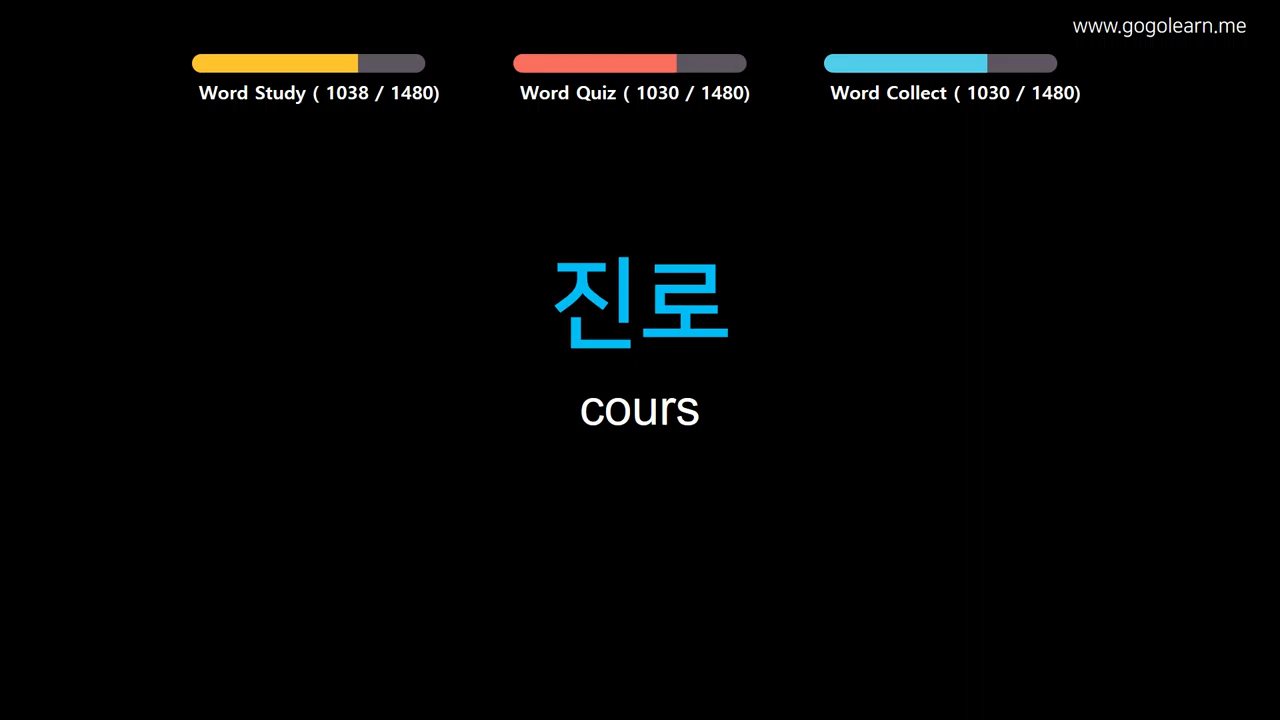 www.gogolearn.me
Word Study ( 1038 / 1480)
Word Quiz ( 1030 / 1480)
Word Collect ( 1030 / 1480)
진로
cours